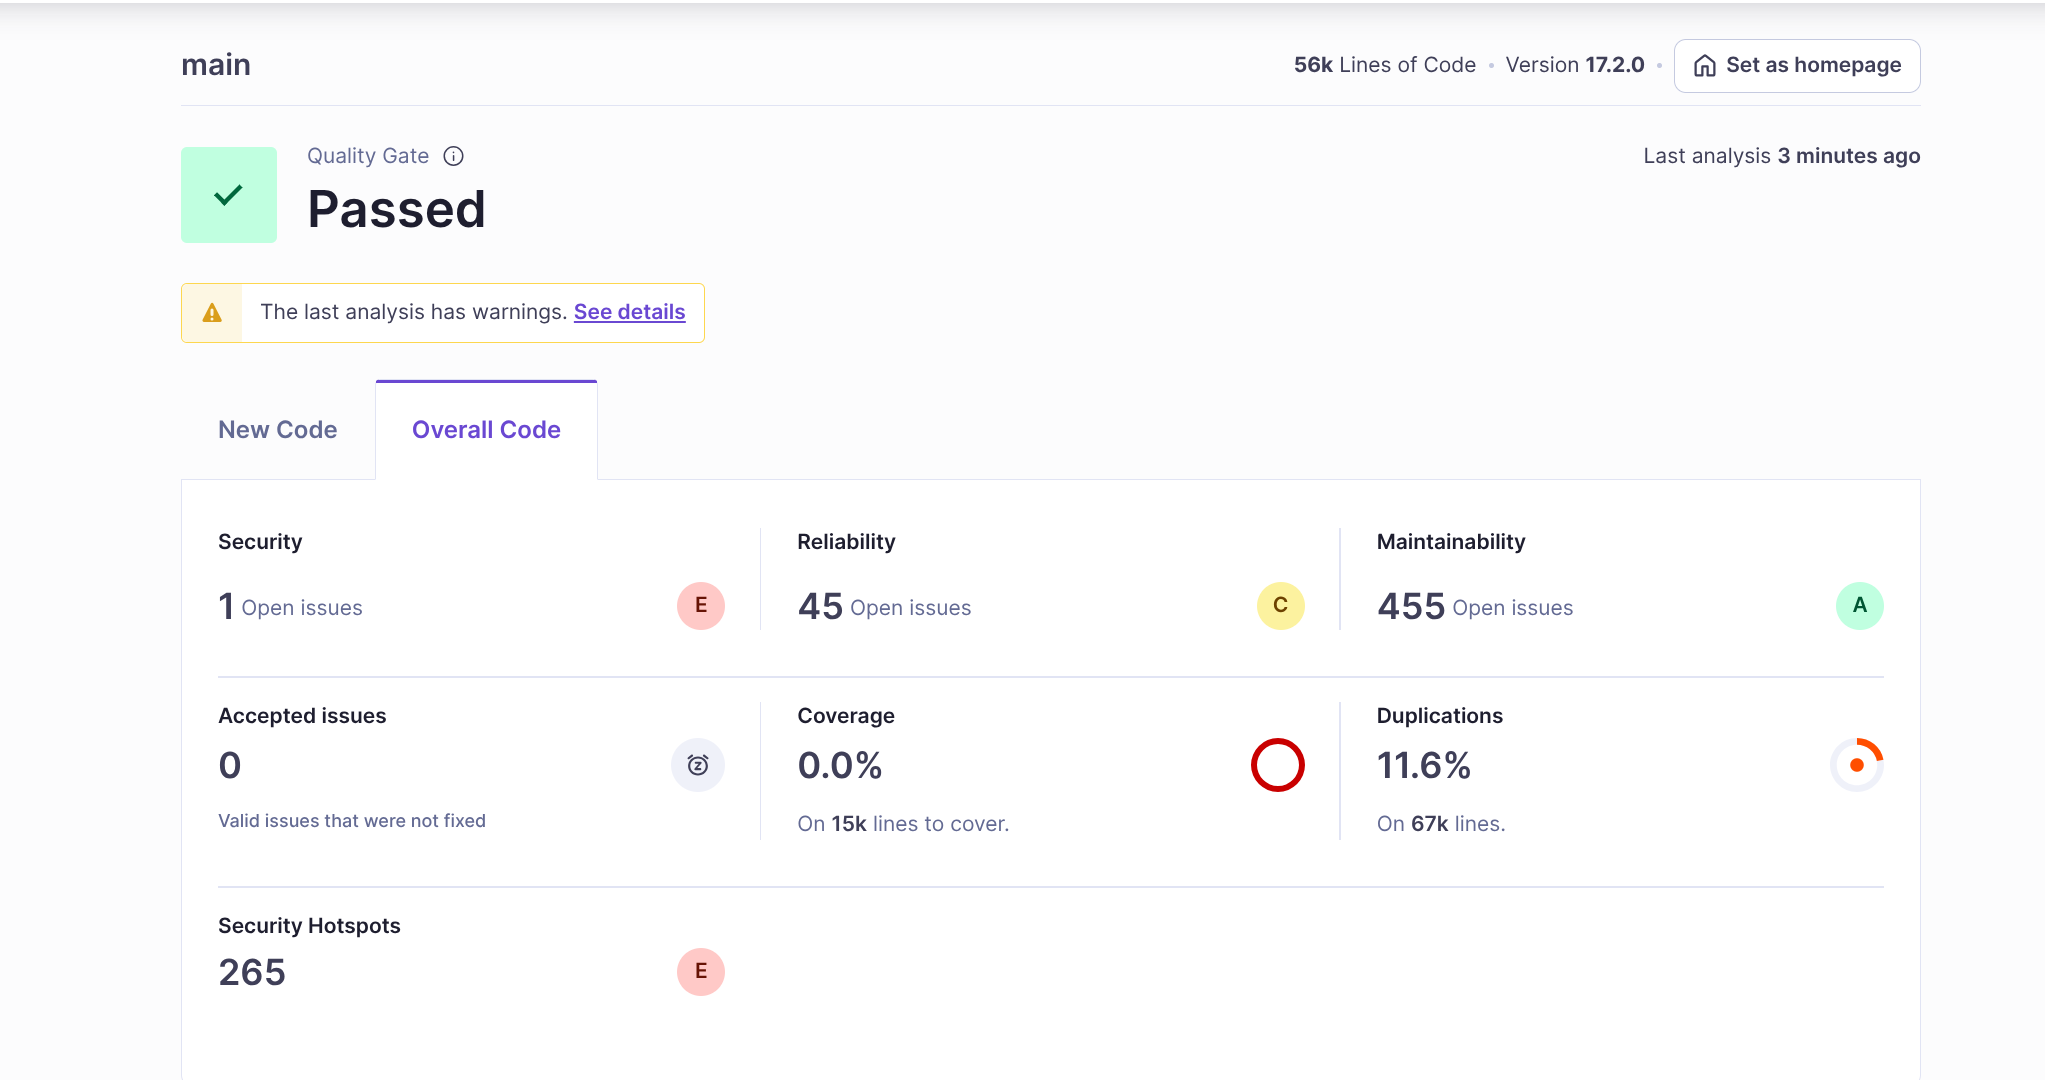 main
56k Lines of Code • Version 17.2.0 • Set as homepage
Quality Gate
Last analysis 3 minutes ago
Passed
The last analysis has warnings. See details
New Code
Overall Code
Security
Reliability
Maintainability
1 Open issues
E
45 Open issues
C
455 Open issues
A
Accepted issues
Coverage
Duplications
0
0.0%
11.6%
Valid issues that were not fixed
On 15k lines to cover.
On 67k lines.
Security Hotspots
265
E